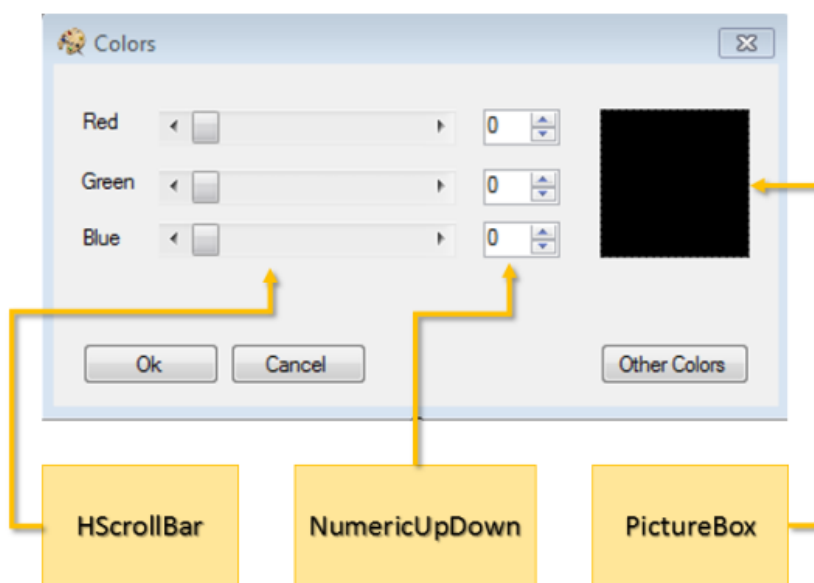 Colors
Red 0
Green 0
Blue 0
Ok Cancel Other Colors
HScrollBar NumericUpDown PictureBox